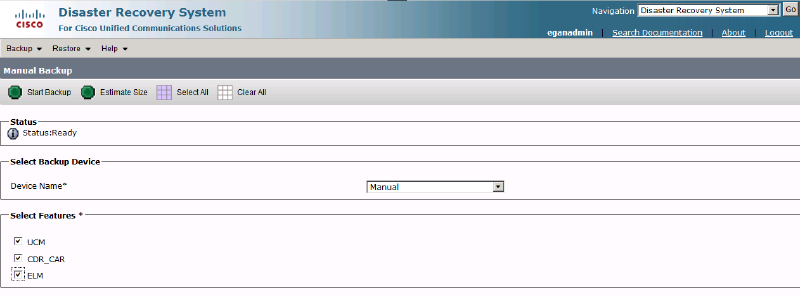 CISCO
Disaster Recovery System
For Cisco Unified Communications Solutions
Navigation Disaster Recovery System GO
eganadmin | Search Documentation | About | Logout
Backup Restore Help
Manual Backup
Start Backup Estimate Size Select All Clear All
Status
Status:Ready
Select Backup Device
Device Name* Manual
Select Features *
UCM
CDR_CAR
ELM